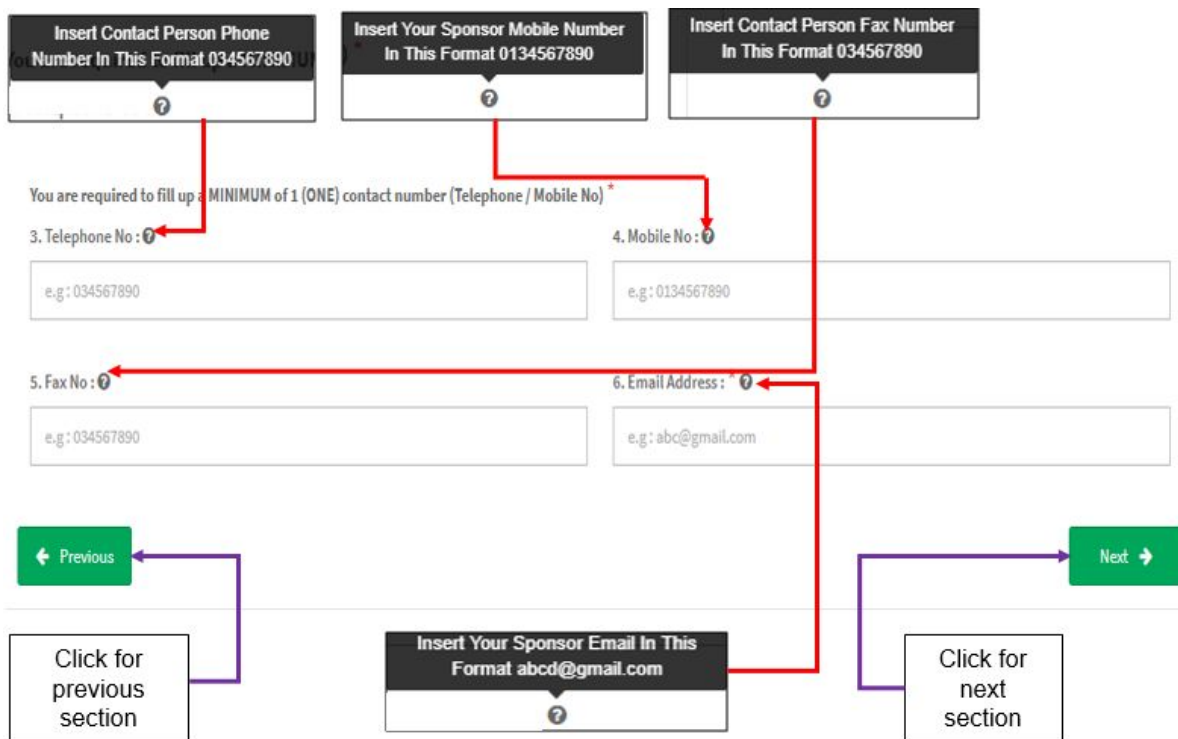 Insert Contact Person Phone
Number In This Format 034567890
Insert Your Sponsor Mobile Number
In This Format 0134567890
Insert Contact Person Fax Number
In This Format 034567890
You are required to fill up a MINIMUM of 1 (ONE) contact number (Telephone / Mobile No) *
3. Telephone No :
4. Mobile No :
e.g: 034567890
e.g: 0134567890
5. Fax No :
6. Email Address : *
e.g: 034567890
e.g: abc@gmail.com
Previous
Next
Click for
previous
section
Insert Your Sponsor Email In This
Format abcd@gmail.com
Click for
next
section